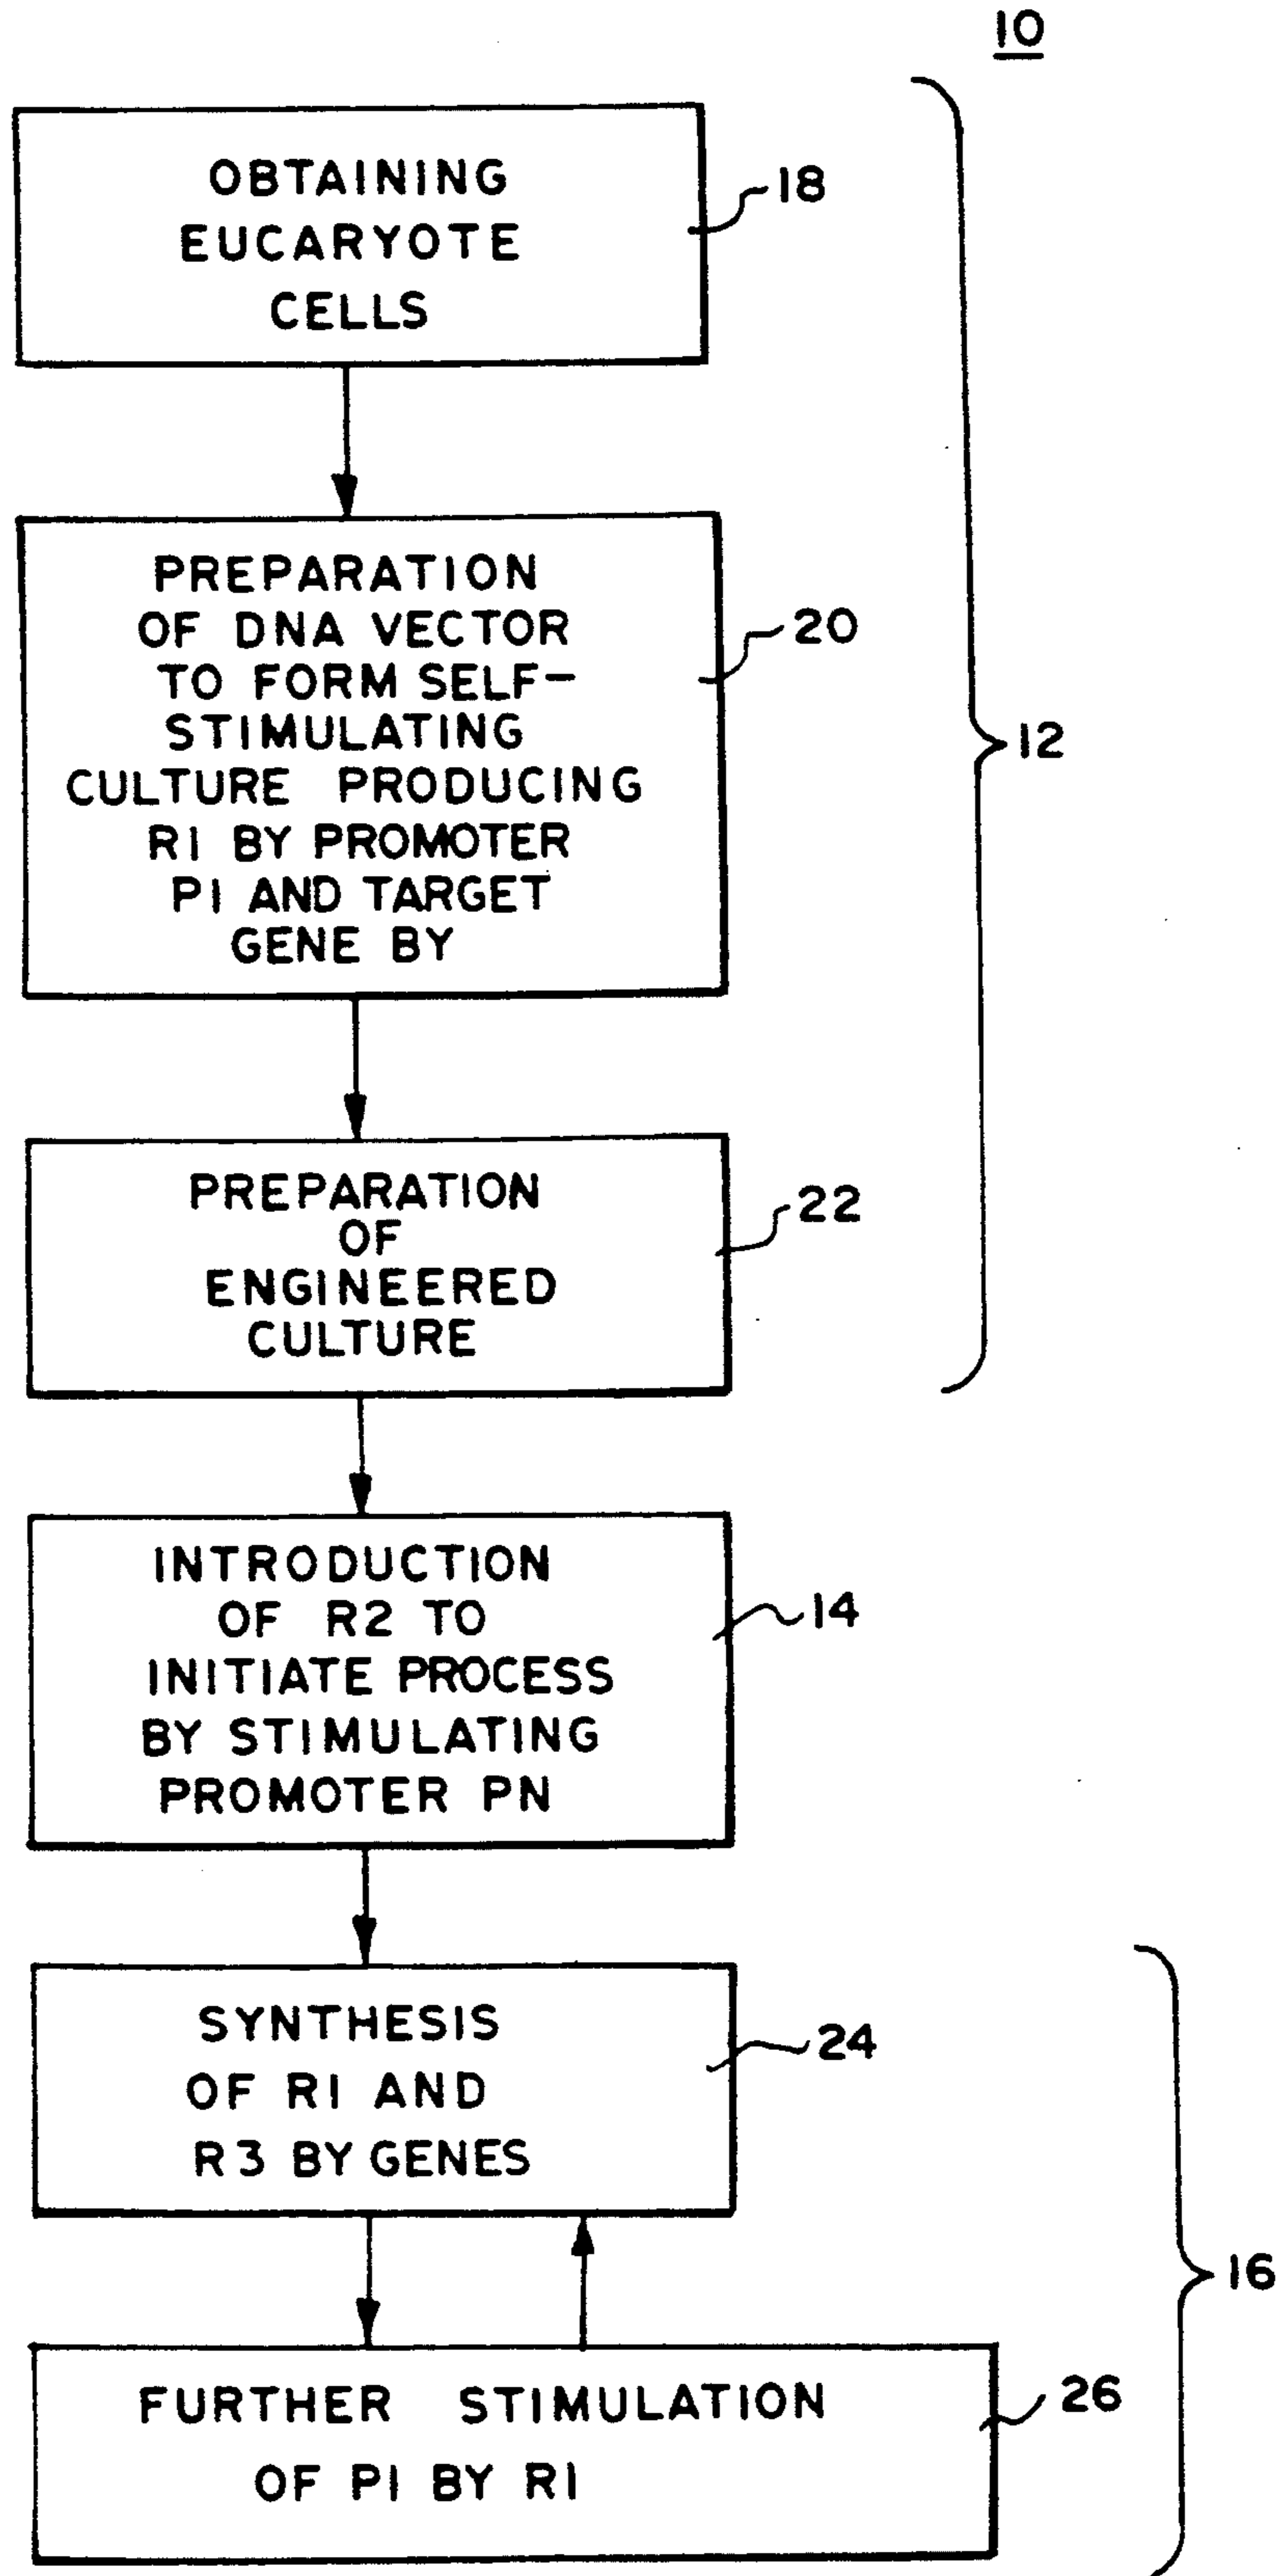 10
OBTAINING
EUCARYOTE
CELLS
18
PREPARATION
OF DNA VECTOR
TO FORM SELF-
STIMULATING
CULTURE PRODUCING
R1 BY PROMOTER
P1 AND TARGET
GENE BY
20
12
PREPARATION
OF
ENGINEERED
CULTURE
22
INTRODUCTION
OF R2 TO
INITIATE PROCESS
BY STIMULATING
PROMOTER PN
14
SYNTHESIS
OF R1 AND
R3 BY GENES
24
16
FURTHER STIMULATION
OF P1 BY R1
26